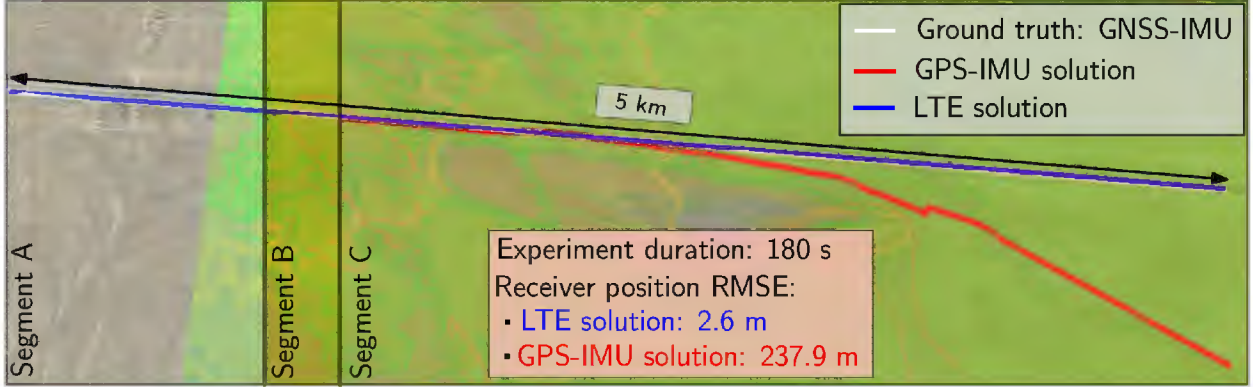 Ground truth: GNSS-IMU
GPS-IMU solution
LTE solution
5 km
Segment A
Segment B
Segment C
Experiment duration: 180 s
Receiver position RMSE:
· LTE solution: 2.6 m
· GPS-IMU solution: 237.9 m